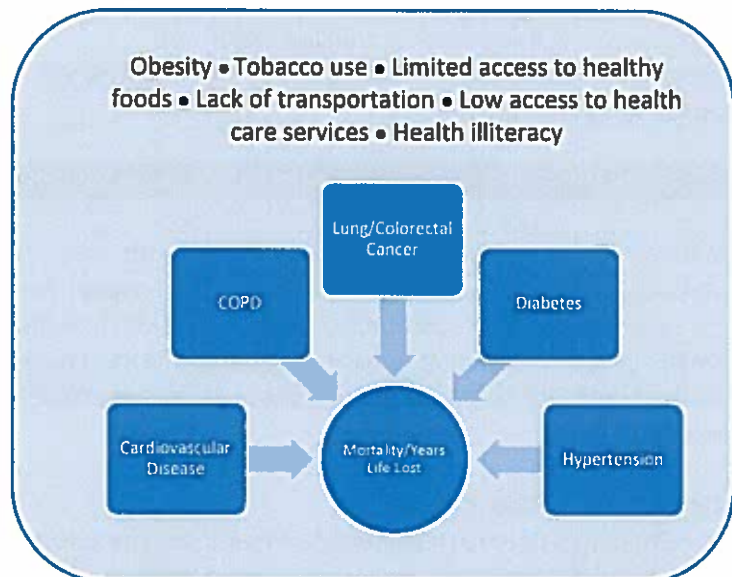 Obesity • Tobacco use • Limited access to healthy
foods • Lack of transportation • Low access to health
care services • Health illiteracy
Lung/Colorectal
Cancer
COPD
Diabetes
Cardiovascular
Disease
Mortality/Years
Life Lost
Hypertension